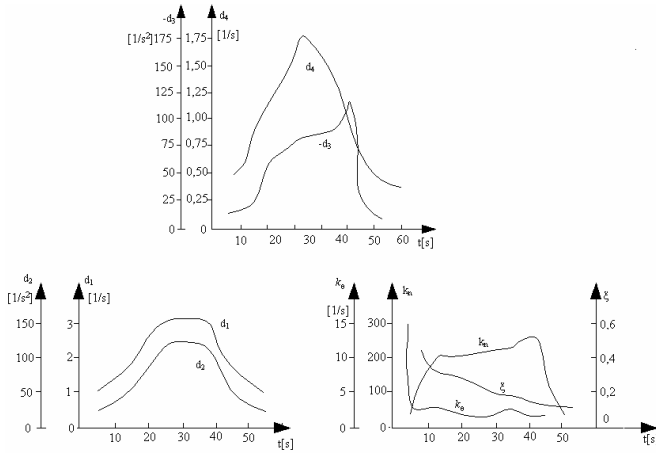 -d₃ d₄
[1/s²] [1/s]
175 1,75
150 1,50
125 1,25
100 1,00
75 0,75
50 0,50
25 0,25
0 0
d₄
-d₃
10 20 30 40 50 60
t[s]
d₂ d₁
[1/s²] [1/s]
150 3
100 2
50 1
0 0
d₁
d₂
10 20 30 40 50
t[s]
kₑ kₙ ξ
[1/s]
15 300 0,6
10 200 0,4
5 100 0,2
0 0 0
kₙ
ξ
kₑ
10 20 30 40 50
t[s]